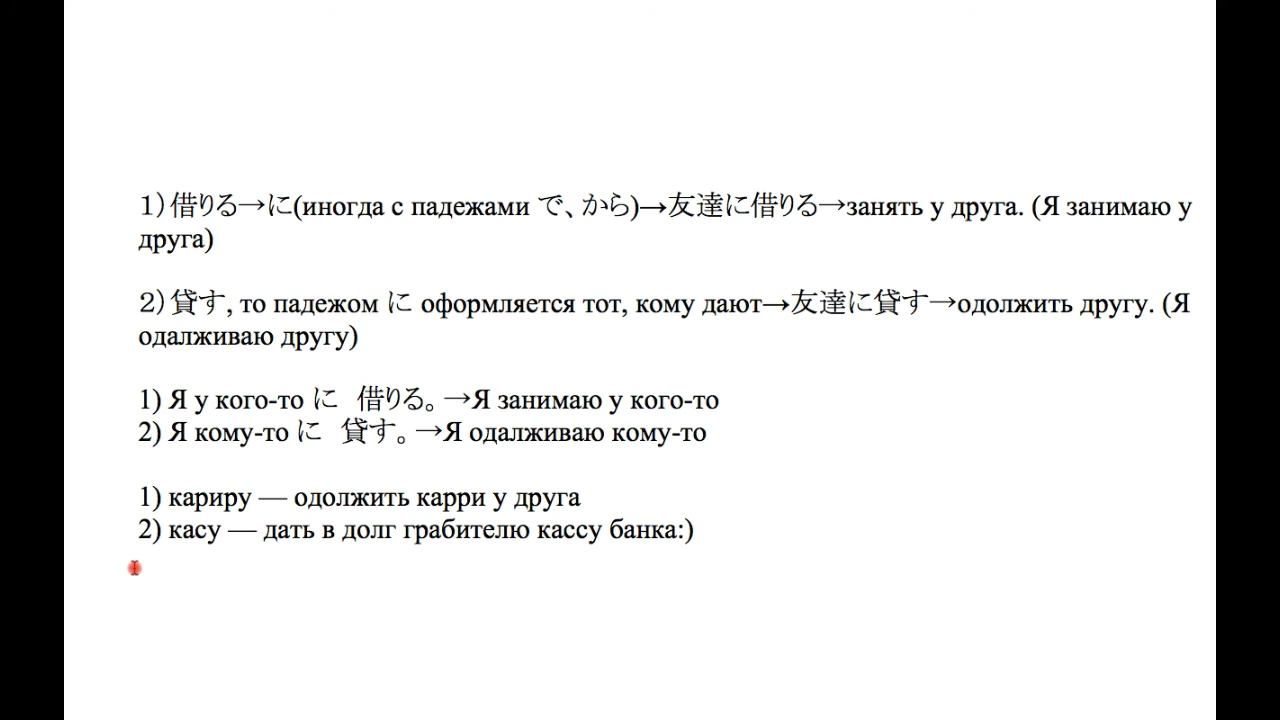 １）借りる→に(иногда с падежами で、から)→友達に借りる→занять у друга. (Я занимаю у
друга)
２）貸す, то падежом に оформляется тот, кому дают→友達に貸す→одолжить другу. (Я
одалживаю другу)
1) Я у кого-то に　借りる。→Я занимаю у кого-то
2) Я кому-то に　貸す。→Я одалживаю кому-то
1) кариру — одолжить карри у друга
2) касу — дать в долг грабителю кассу банка:)